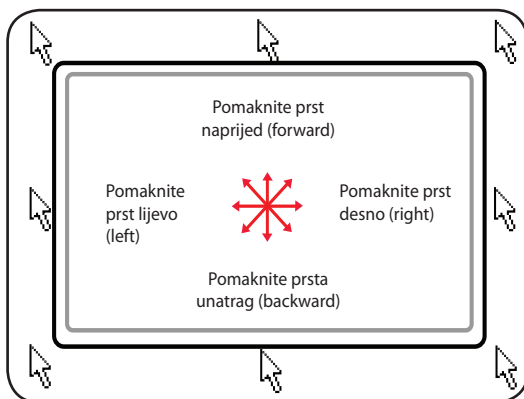 Pomaknite prst
naprijed (forward)
Pomaknite
prst lijevo
(left)
Pomaknite prst
desno (right)
Pomaknite prsta
unatrag (backward)